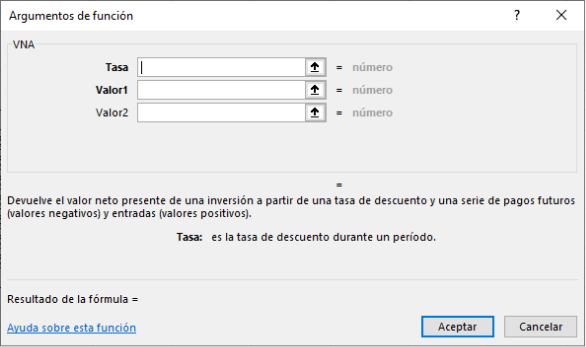 Argumentos de función ? ×
VNA
Tasa = número
Valor1 = número
Valor2 = número
=
Devuelve el valor neto presente de una inversión a partir de una tasa de descuento y una serie de pagos futuros
(valores negativos) y entradas (valores positivos).
Tasa: es la tasa de descuento durante un período.
Resultado de la fórmula =
Ayuda sobre esta función Aceptar Cancelar